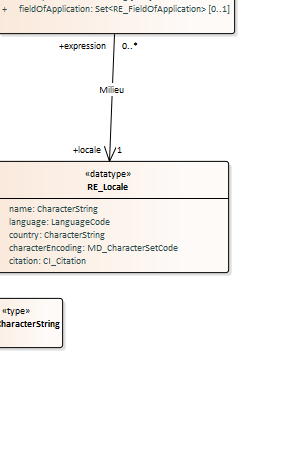 + fieldOfApplication: Set<RE_FieldOfApplication> [0..1]
+expression 0..*
Milieu
+locale 1
«datatype»
RE_Locale
name: CharacterString
language: LanguageCode
country: CharacterString
characterEncoding: MD_CharacterSetCode
citation: CI_Citation
«type»
CharacterString